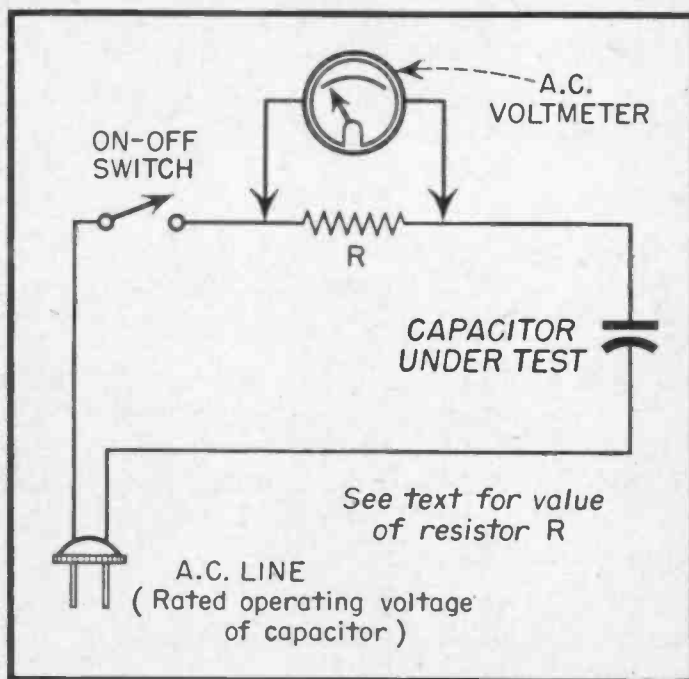 A.C.
VOLTMETER
ON-OFF
SWITCH
R
CAPACITOR
UNDER TEST
See text for value
of resistor R
A.C. LINE
( Rated operating voltage
of capacitor )